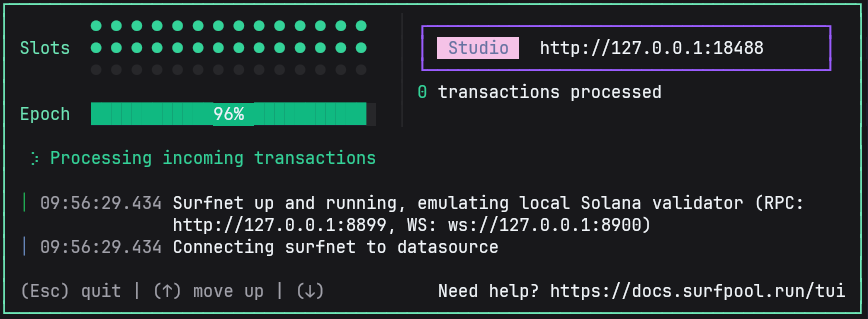 Slots
Studio http://127.0.0.1:18488
0 transactions processed
Epoch 96%
Processing incoming transactions
09:56:29.434 Surfnet up and running, emulating local Solana validator (RPC:
http://127.0.0.1:8899, WS: ws://127.0.0.1:8900)
09:56:29.434 Connecting surfnet to datasource
(Esc) quit | (↑) move up | (↓)
Need help? https://docs.surfpool.run/tui